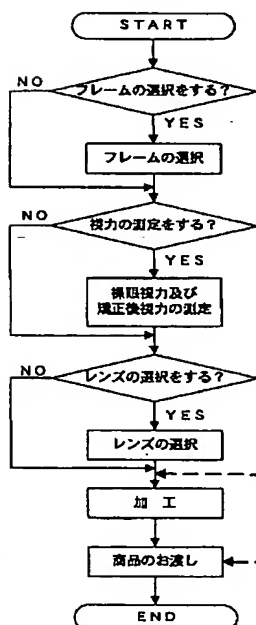 START
フレームの選択をする？
NO
YES
フレームの選択
NO
視力の測定をする？
YES
裸眼視力及び
矯正後視力の測定
NO
レンズの選択をする？
YES
レンズの選択
加 工
商品のお渡し
END